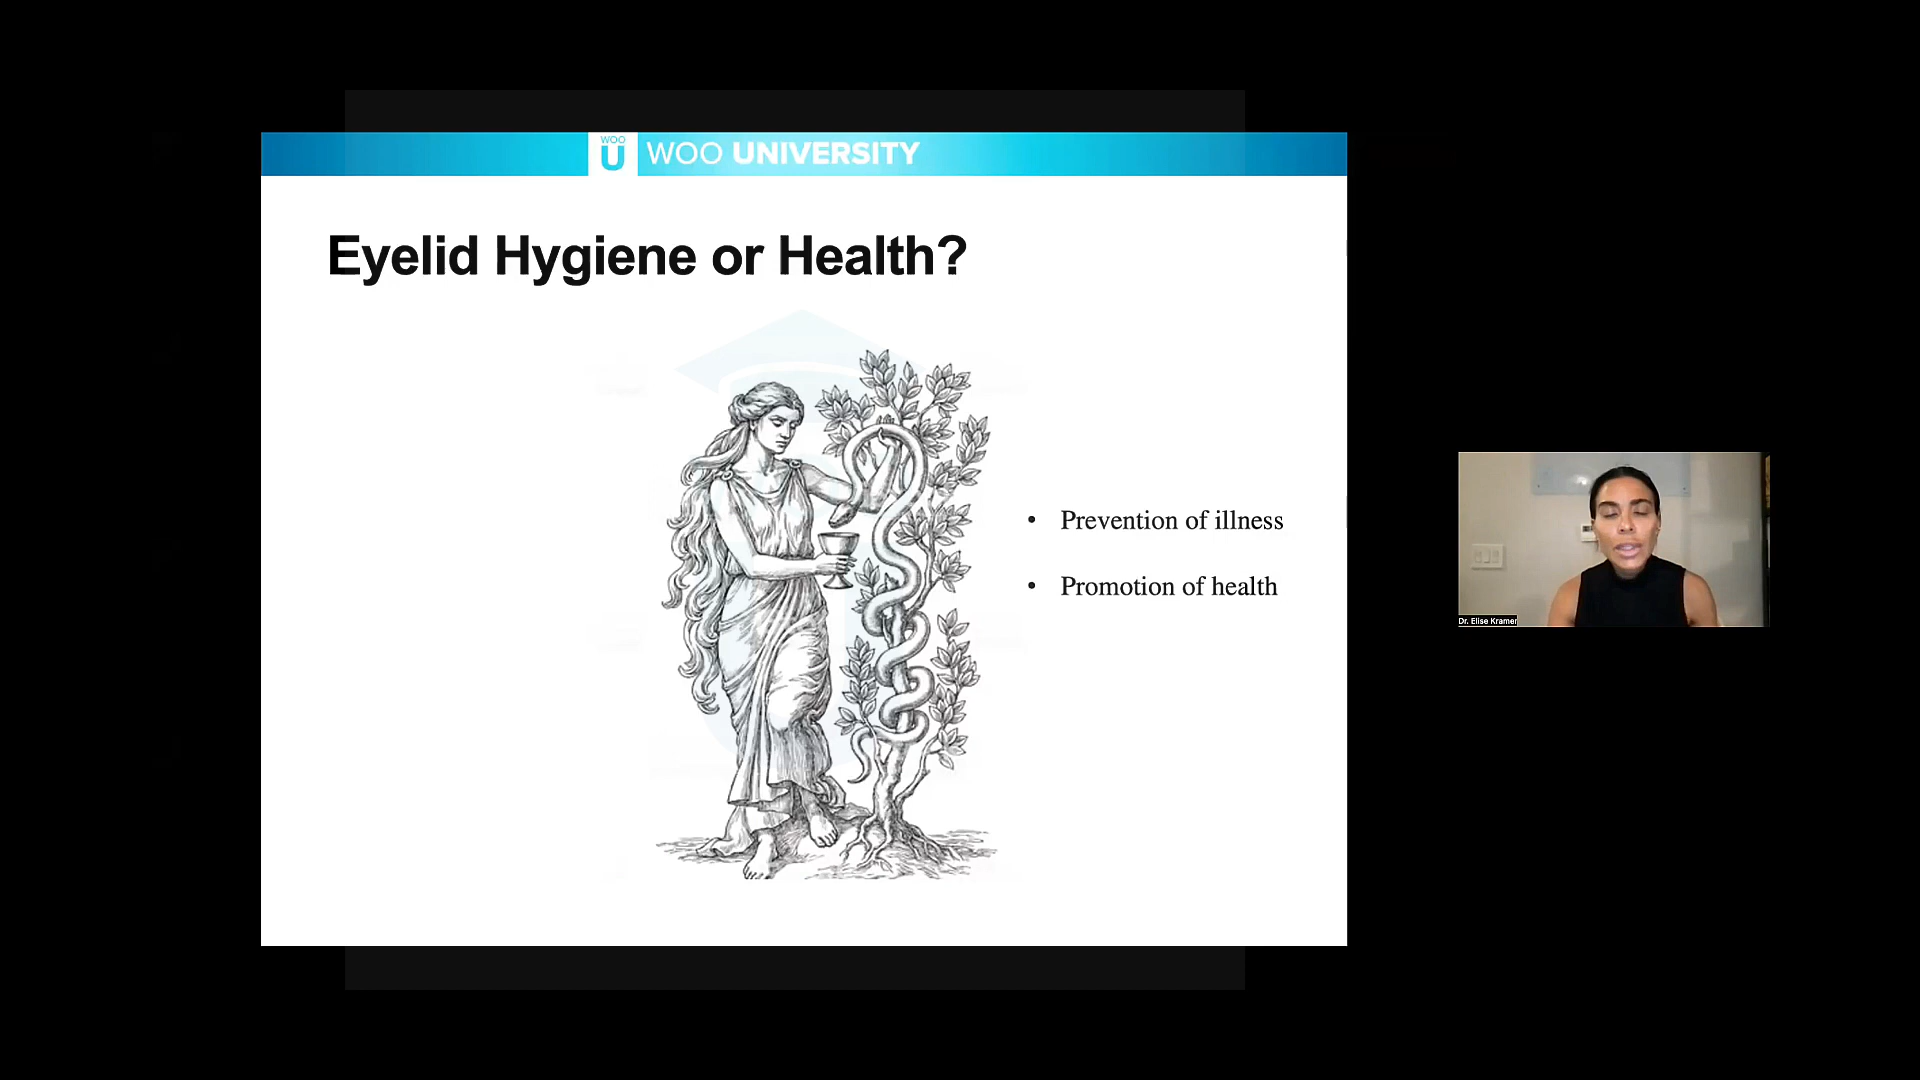 WOO
U
WOO UNIVERSITY
Eyelid Hygiene or Health?
• Prevention of illness
• Promotion of health
Dr. Elise Kramer